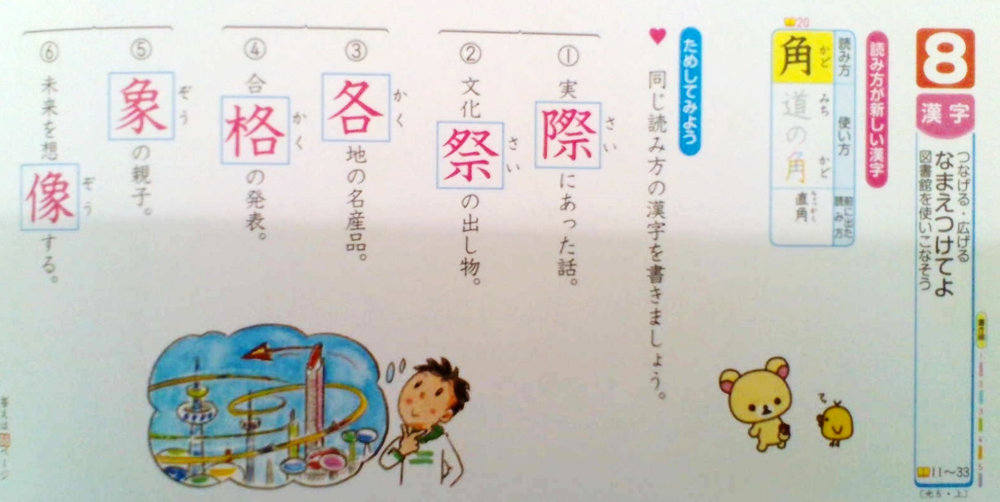 8
漢字
つなげる・広げる
なまえつけてよ
図書館を使いこなそう
11〜33
〔光5・上〕
読み方が新しい漢字
読み方
使い方
前に出た読み方
20
角
かど
道の角
みち
かど
直角
ちょっかく
ためしてみよう
♥ 同じ読み方の漢字を書きましょう。
① 実際にあった話。
さい
② 文化祭の出し物。
さい
③ 各地の名産品。
かく
④ 合格の発表。
かく
⑤ 象の親子。
ぞう
⑥ 未来を想像する。
ぞう
答えは
ページ